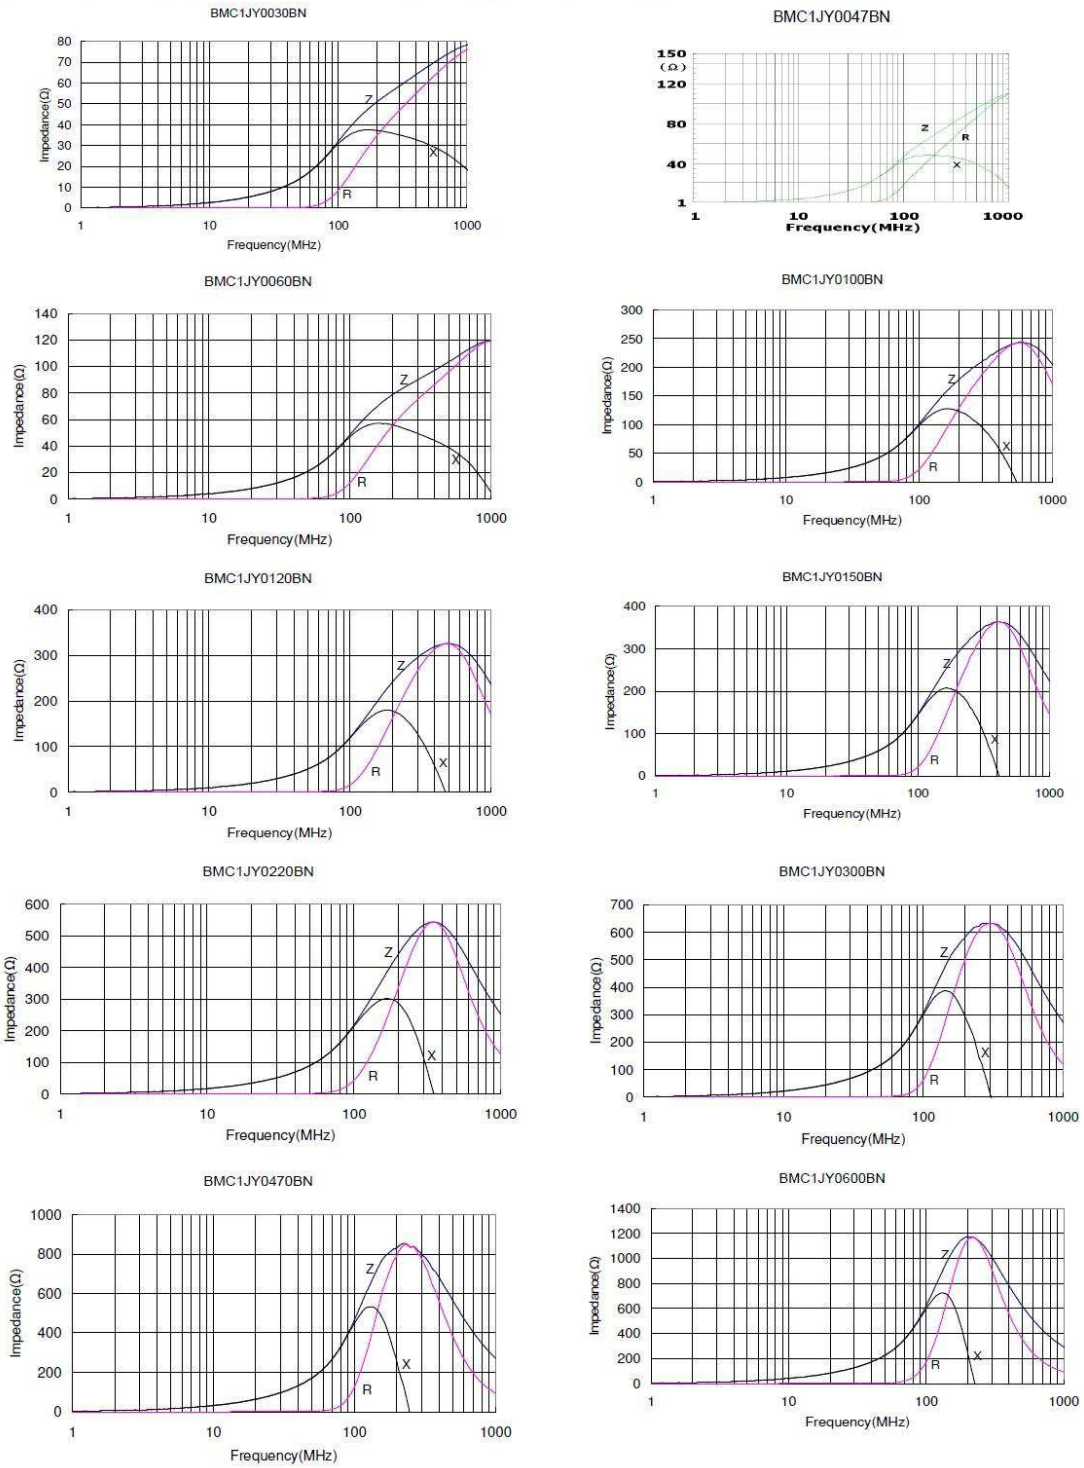 BMC1JY0030BN
80
70
60
50
40
30
20
10
0
Impedance(Ω)
Z
X
R
1 10 100 1000
Frequency(MHz)
BMC1JY0047BN
150
(Ω)
120
80
40
1
Z
R
X
1 10 100 1000
Frequency(MHz)
BMC1JY0060BN
140
120
100
80
60
40
20
0
Impedance(Ω)
Z
X
R
1 10 100 1000
Frequency(MHz)
BMC1JY0100BN
300
250
200
150
100
50
0
Impedance(Ω)
Z
X
R
1 10 100 1000
Frequency(MHz)
BMC1JY0120BN
400
300
200
100
0
Impedance(Ω)
Z
X
R
1 10 100 1000
Frequency(MHz)
BMC1JY0150BN
400
300
200
100
0
Impedance(Ω)
Z
X
R
1 10 100 1000
Frequency(MHz)
BMC1JY0220BN
600
500
400
300
200
100
0
Impedance(Ω)
Z
X
R
1 10 100 1000
Frequency(MHz)
BMC1JY0300BN
700
600
500
400
300
200
100
0
Impedance(Ω)
Z
X
R
1 10 100 1000
Frequency(MHz)
BMC1JY0470BN
1000
800
600
400
200
0
Impedance(Ω)
Z
X
R
1 10 100 1000
Frequency(MHz)
BMC1JY0600BN
1400
1200
1000
800
600
400
200
0
Impedance(Ω)
Z
X
R
1 10 100 1000
Frequency(MHz)